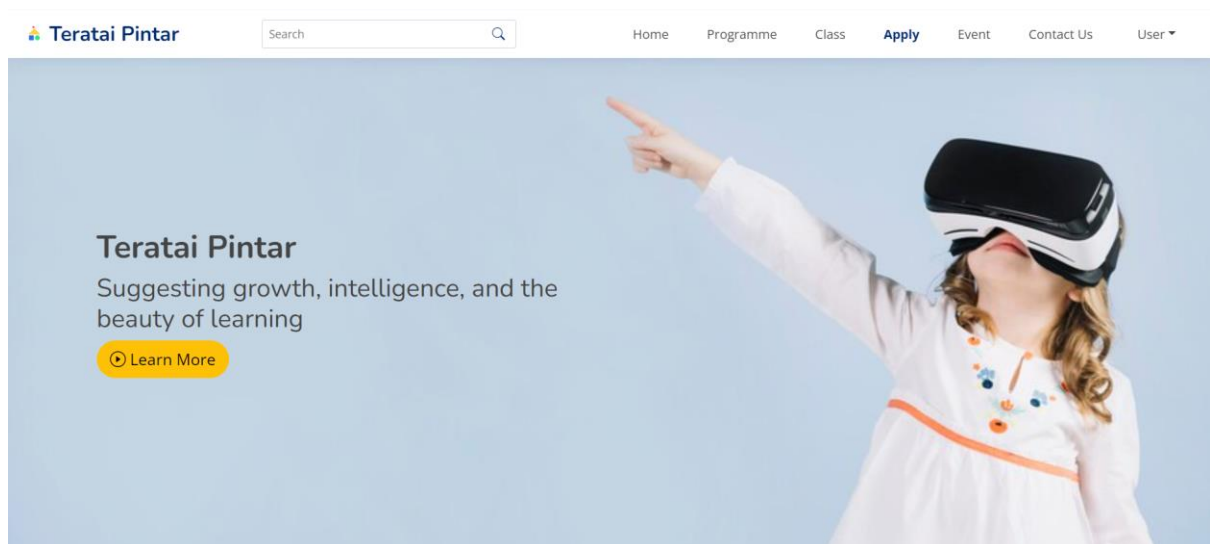 Teratai Pintar
Search
Home
Programme
Class
Apply
Event
Contact Us
User
Teratai Pintar
Suggesting growth, intelligence, and the
beauty of learning
Learn More